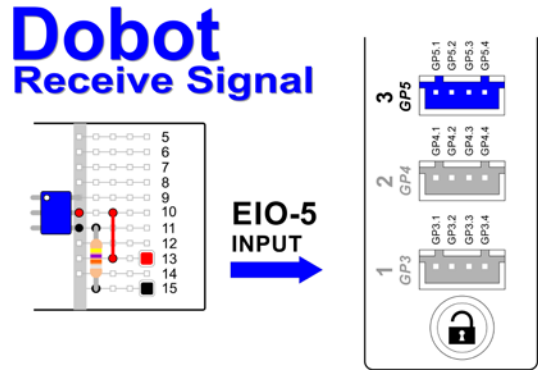 Dobot
Receive Signal
5
6
7
8
9
10
11
12
13
14
15
EIO-5
INPUT
3
GP5
GP5.1
GP5.2
GP5.3
GP5.4
2
GP4
GP4.1
GP4.2
GP4.3
GP4.4
1
GP3
GP3.1
GP3.2
GP3.3
GP3.4